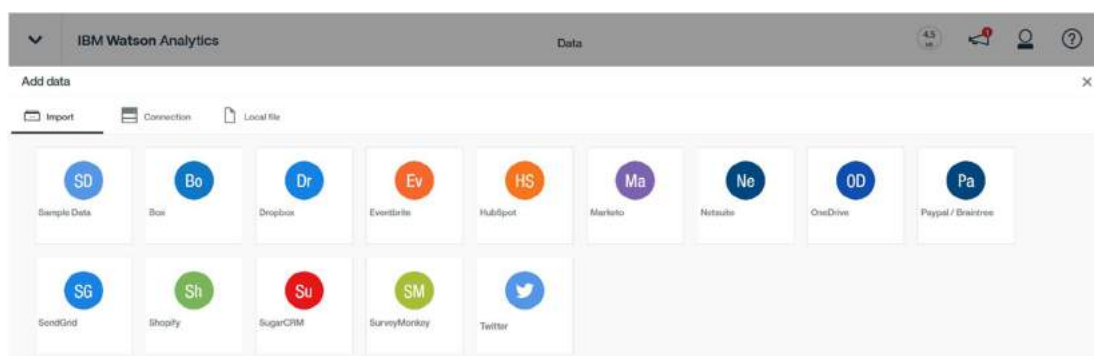 IBM Watson Analytics Data 4.5 1
Add data
Import Connection Local file
SD Bo Dr Ev HS Ma Ne OD Pa
Sample Data Box Dropbox Eventbrite HubSpot Marketo Netsuite OneDrive Paypal / Braintree
SG Sh Su SM
SendGrid Shopify SugarCRM SurveyMonkey Twitter